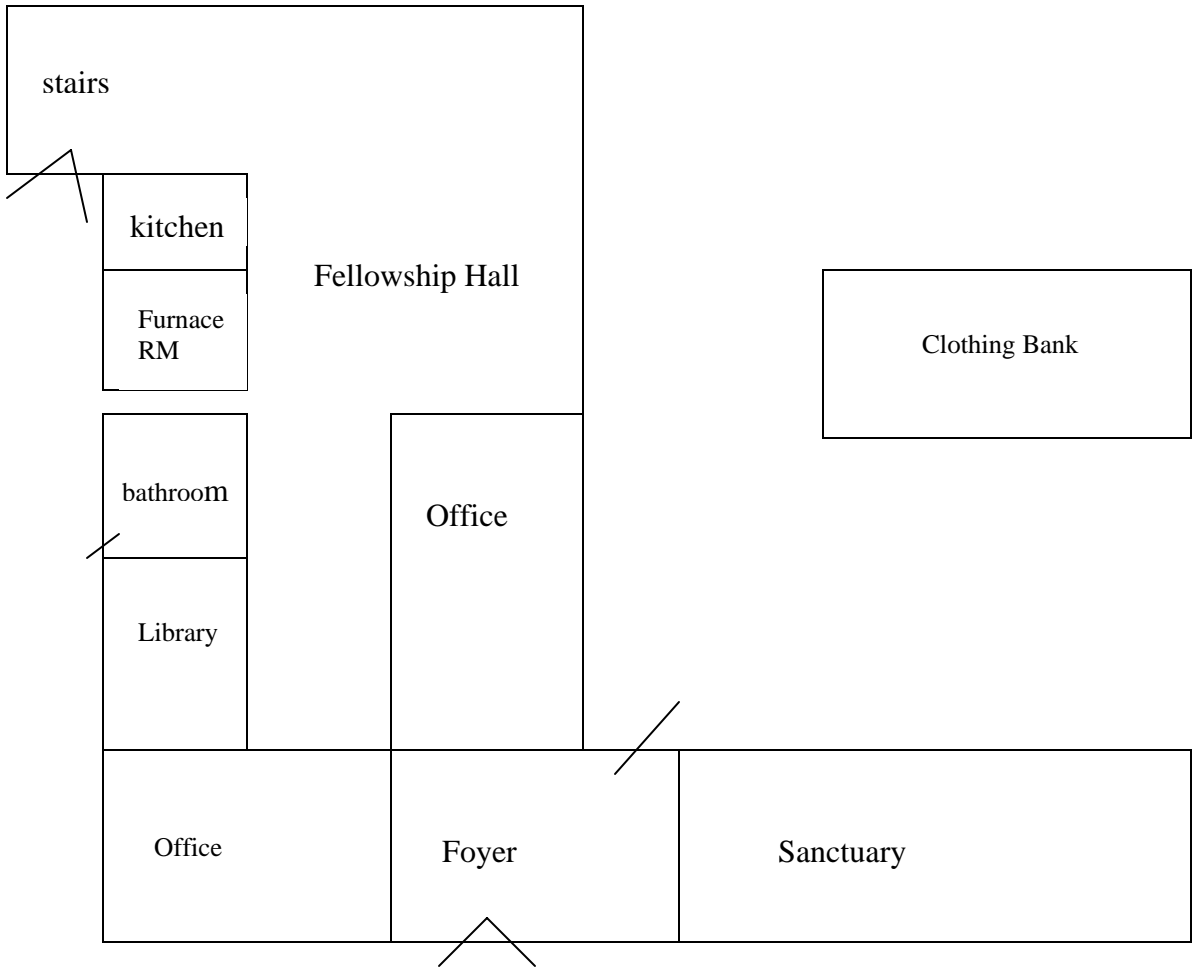 stairs
kitchen
Fellowship Hall
Furnace
RM
Clothing Bank
bathroom
Office
Library
Office
Foyer
Sanctuary